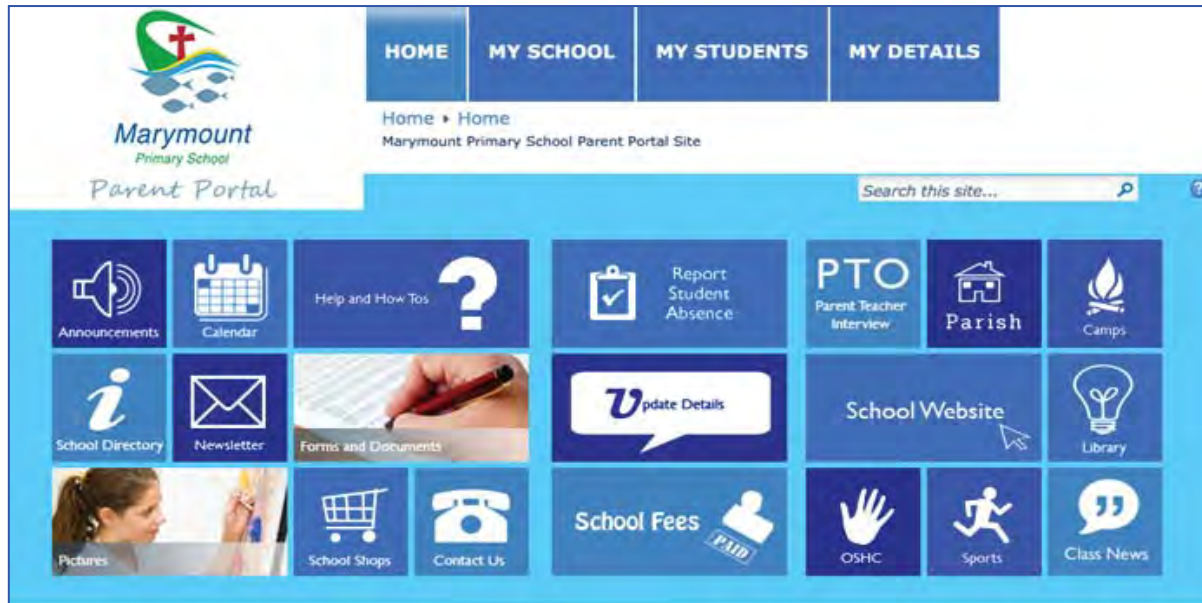 HOME
MY SCHOOL
MY STUDENTS
MY DETAILS
Marymount
Primary School
Parent Portal
Home ▸ Home
Marymount Primary School Parent Portal Site
Search this site...
Announcements
Calendar
Help and How Tos
?
Report
Student
Absence
PTO
Parent Teacher
Interview
Parish
Camps
School Directory
Newsletter
Forms and Documents
Update Details
School Website
Library
Pictures
School Shops
Contact Us
School Fees
PAID
OSHC
Sports
Class News